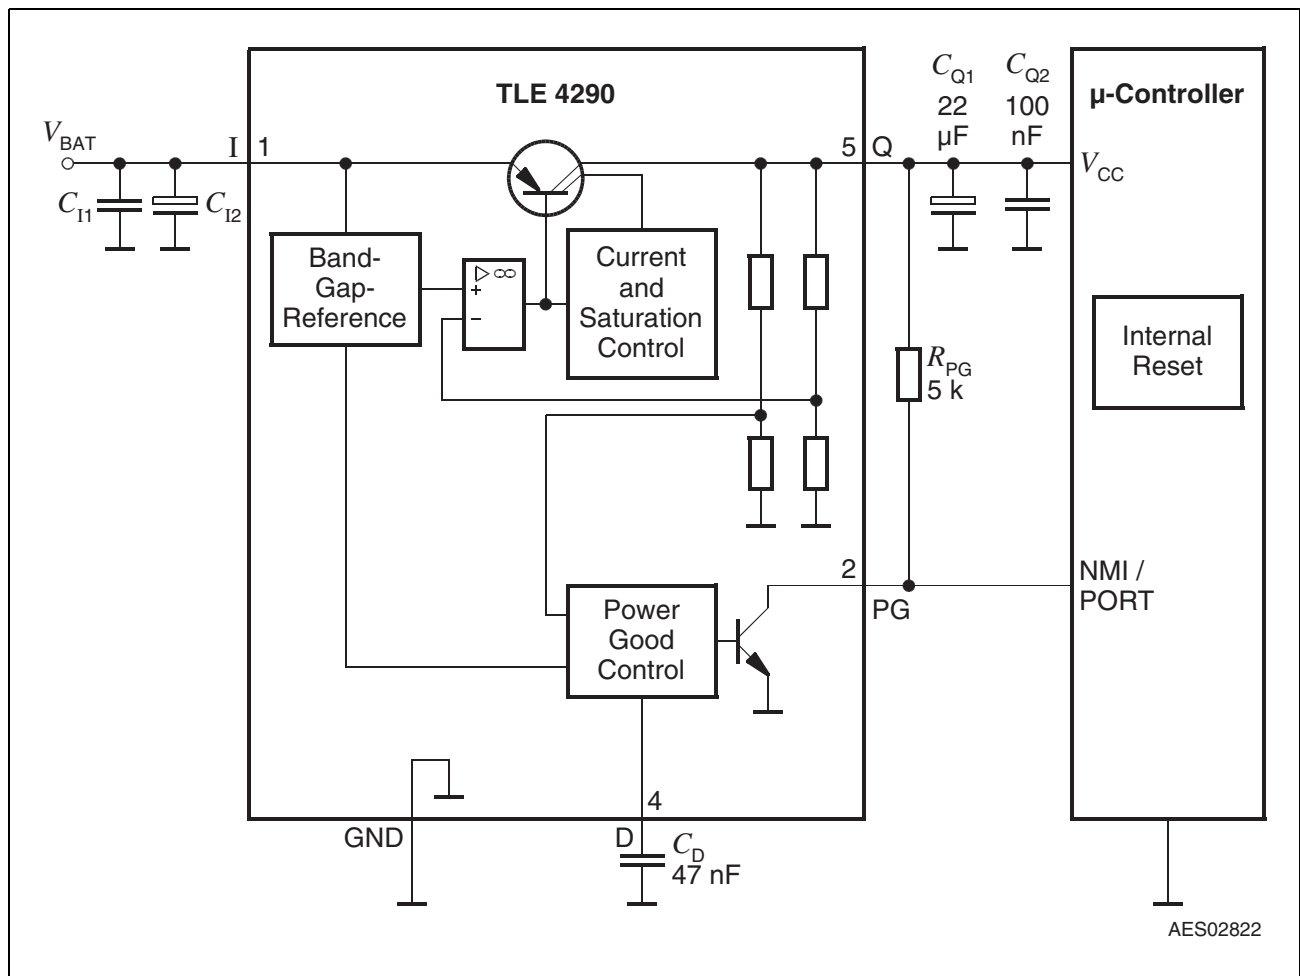 TLE 4290
C_Q1
22
µF
C_Q2
100
nF
µ-Controller
V_BAT
I
1
5
Q
V_CC
C_I1
C_I2
Band-
Gap-
Reference
▷ ∞
+
−
Current
and
Saturation
Control
Internal
Reset
R_PG
5 k
2
PG
NMI /
PORT
Power
Good
Control
4
GND
D
C_D
47 nF
AES02822